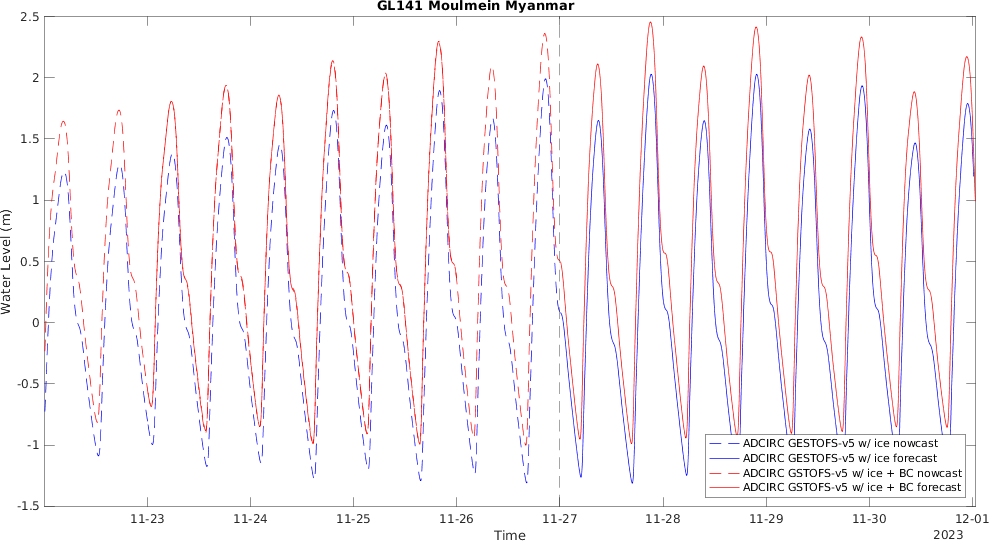 GL141 Moulmein Myanmar
2.5
2
1.5
1
0.5
0
-0.5
-1
-1.5
Water Level (m)
11-23
11-24
11-25
11-26
11-27
11-28
11-29
11-30
12-01
Time
2023
ADCIRC GESTOFS-v5 w/ ice nowcast
ADCIRC GESTOFS-v5 w/ ice forecast
ADCIRC GSTOFS-v5 w/ ice + BC nowcast
ADCIRC GSTOFS-v5 w/ ice + BC forecast